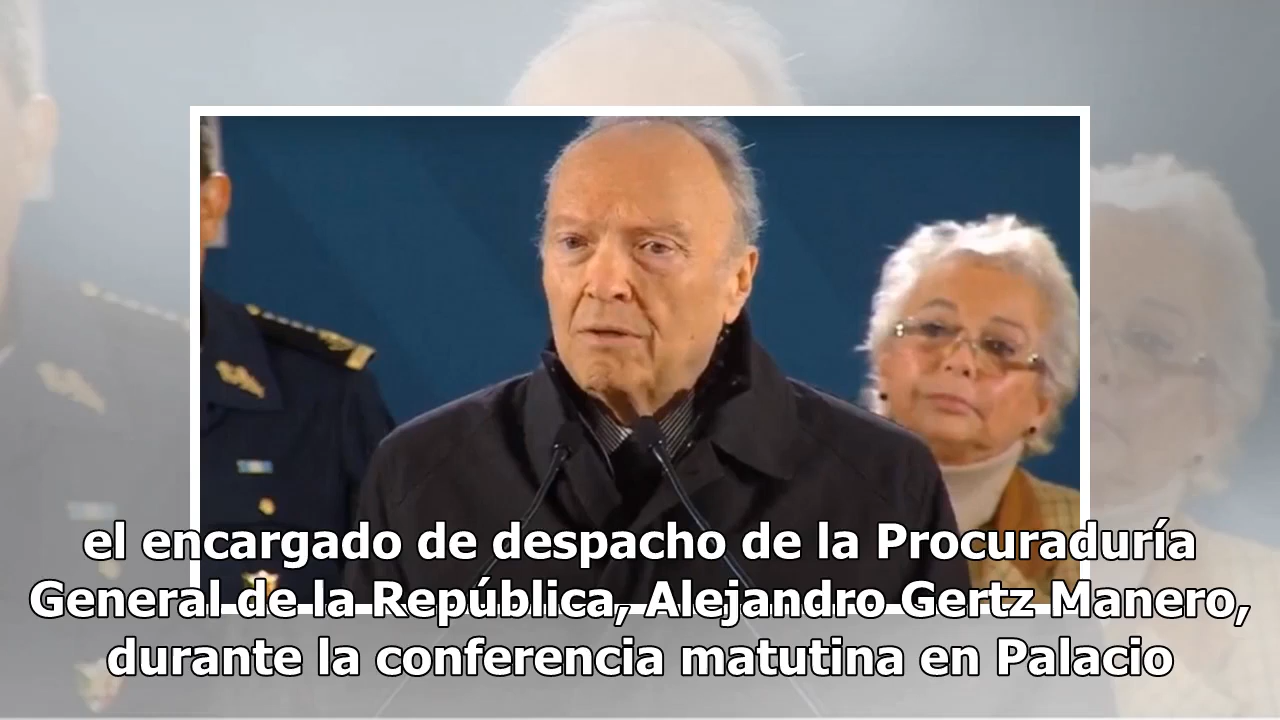 el encargado de despacho de la Procuraduría
General de la República, Alejandro Gertz Manero,
durante la conferencia matutina en Palacio